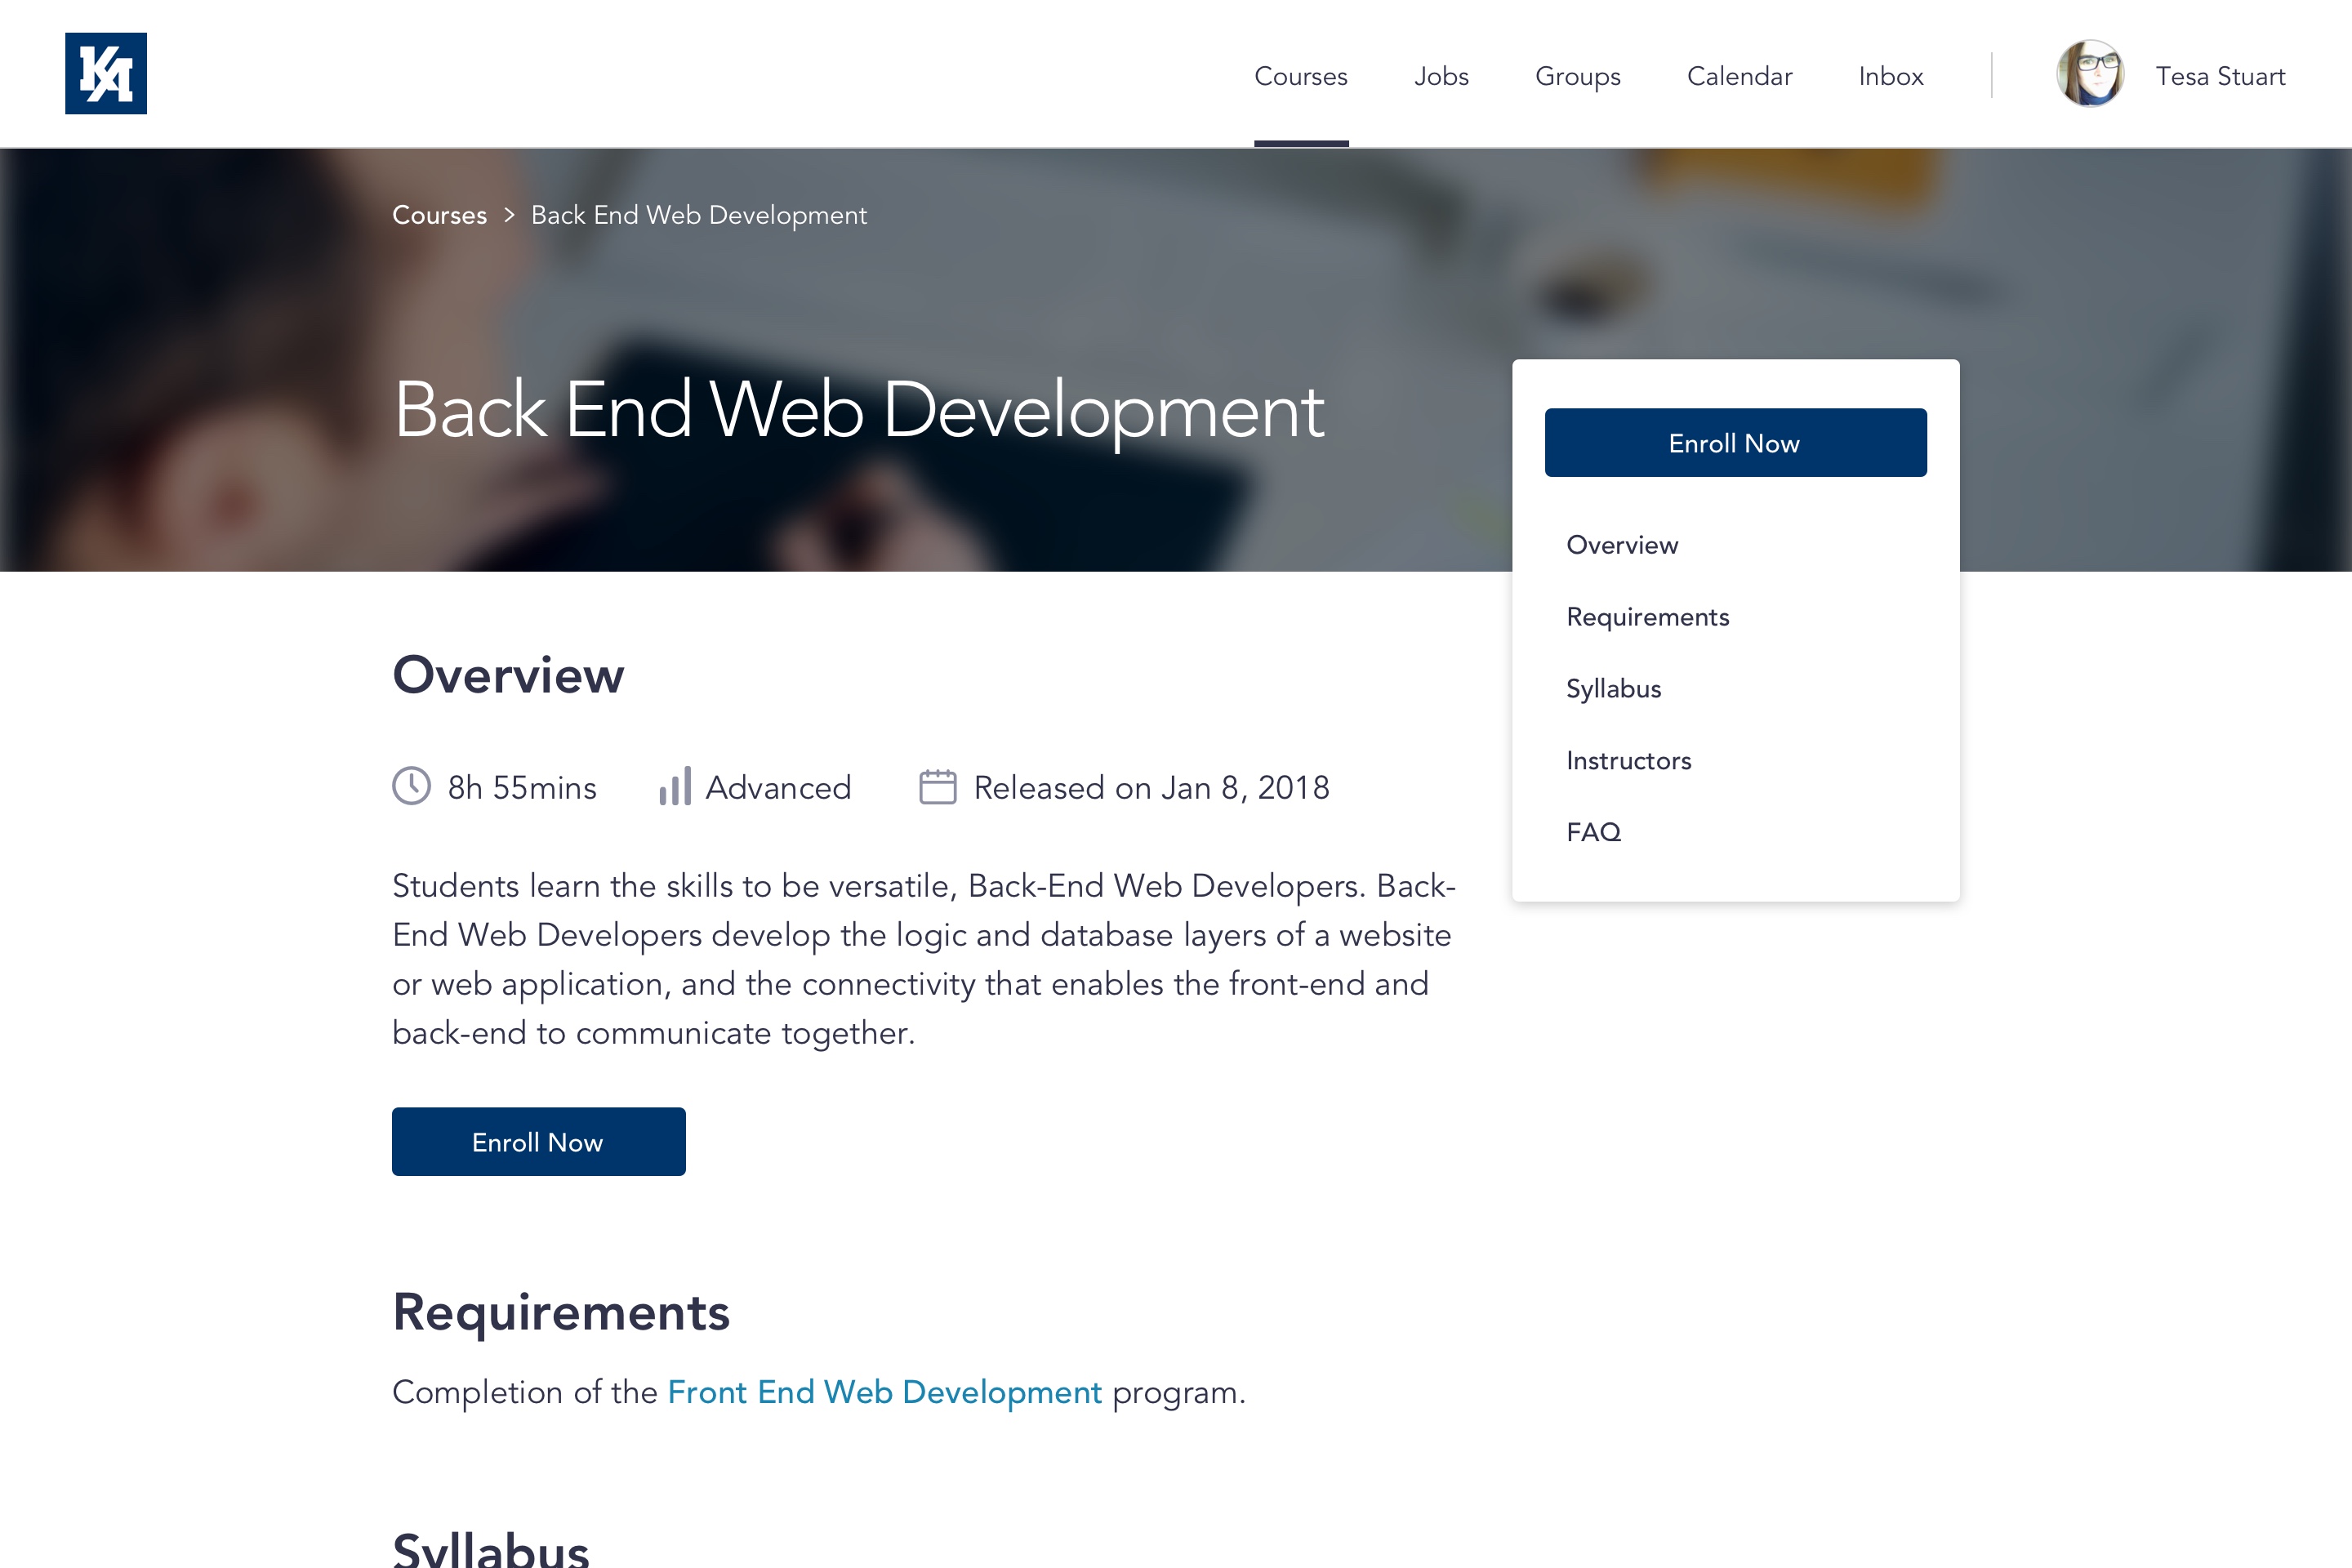 KA
Courses Jobs Groups Calendar Inbox Tesa Stuart
Courses > Back End Web Development
Back End Web Development
Enroll Now
Overview
Requirements
Syllabus
Instructors
FAQ
Overview
8h 55mins Advanced Released on Jan 8, 2018
Students learn the skills to be versatile, Back-End Web Developers. Back-
End Web Developers develop the logic and database layers of a website
or web application, and the connectivity that enables the front-end and
back-end to communicate together.
Enroll Now
Requirements
Completion of the Front End Web Development program.
Syllabus